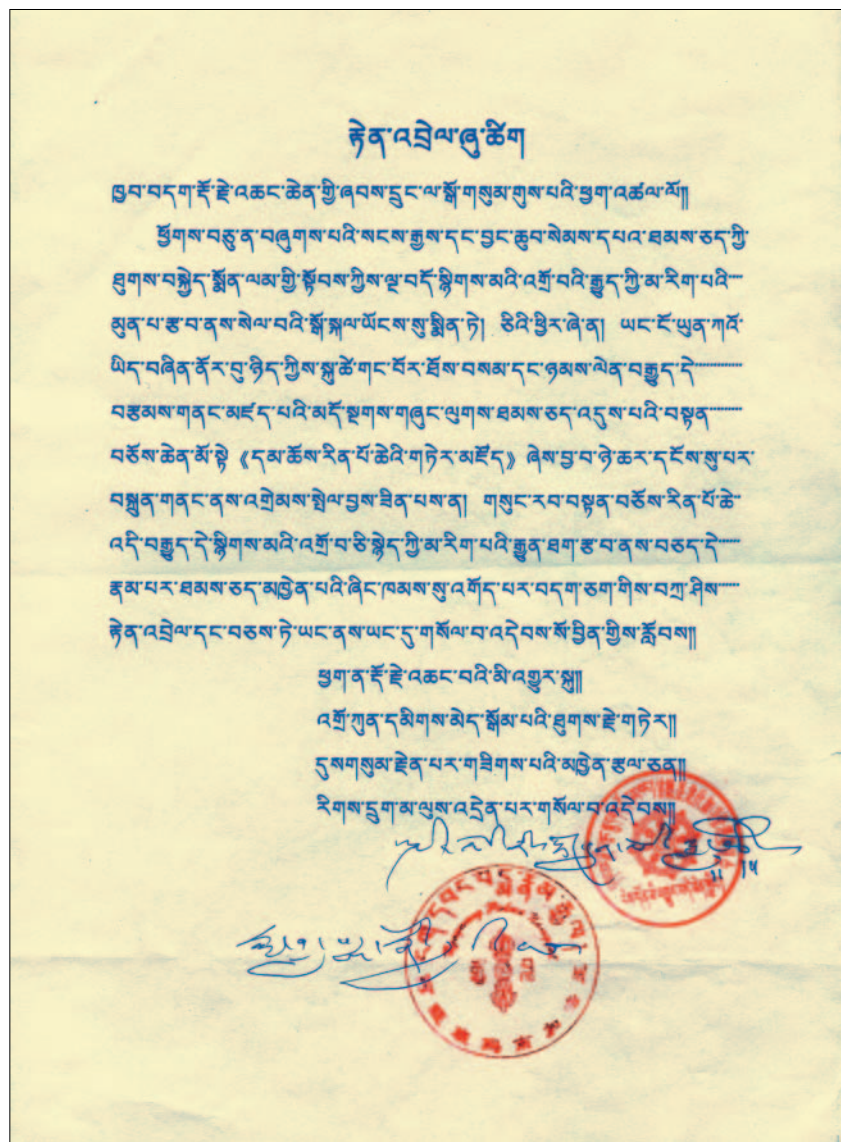 རྟེན་འབྲེལ་ཞུ་ཚིག
ཁྱབ་བདག་རྡོ་རྗེ་འཆང་ཆེན་གྱི་ཞབས་དྲུང་ལ་སྒོ་གསུམ་གུས་པའི་ཕྱག་འཚལ་ལོ།།
ཕྱོགས་བཅུ་ན་བཞུགས་པའི་སངས་རྒྱས་དང་བྱང་ཆུབ་སེམས་དཔའ་ཐམས་ཅད་ཀྱི་
ཐུགས་བསྐྱེད་སྨོན་ལམ་གྱི་སྟོབས་ཀྱིས་ལྔ་བདོ་སྙིགས་མའི་འགྲོ་བའི་རྒྱུད་ཀྱི་མ་རིག་པའི་
མུན་པ་རྩ་བ་ནས་སེལ་བའི་སྒོ་སྐལ་ཡོངས་སུ་སྨིན་ཏེ། ཅིའི་ཕྱིར་ཞེ་ན། ཡང་ངོ་ཡུན་ཀའོ་
ཡིད་བཞིན་ནོར་བུ་ཉིད་ཀྱིས་སྐུ་ཚེ་གང་བོར་ཐོས་བསམ་དང་ཉམས་ལེན་བརྒྱུད་དེ་
བརྩམས་གནང་མཛད་པའི་མདོ་སྔགས་གཞུང་ལུགས་ཐམས་ཅད་འདུས་པའི་བསྟན་
བཅོས་ཆེན་མོ་སྟེ《དམ་ཆོས་རིན་པོ་ཆེའི་གཏེར་མཛོད》ཞེས་བྱ་བ་ཉེ་ཆར་དངོས་སུ་པར་
བསྐྲུན་གནང་ནས་འགྲེམས་སྤེལ་བྱས་ཟིན་པས་ན། གསུང་རབ་བསྟན་བཅོས་རིན་པོ་ཆེ་
འདི་བརྒྱུད་དེ་སྙིགས་མའི་འགྲོ་བ་ཅི་སྙེད་ཀྱི་མ་རིག་པའི་རྒྱུན་ཐག་རྩ་བ་ནས་བཅད་དེ་
རྣམ་པར་ཐམས་ཅད་མཁྱེན་པའི་ཞིང་ཁམས་སུ་འགོད་པར་བདག་ཅག་གིས་བཀྲ་ཤིས་
རྟེན་འབྲེལ་དང་བཅས་ཏེ་ཡང་ནས་ཡང་དུ་གསོལ་བ་འདེབས་སོ་བྱིན་གྱིས་རློབས།།
ཕྱག་ན་རྡོ་རྗེ་འཆང་བའི་མི་འགྱུར་སྐུ།།
འགྲོ་ཀུན་དམིགས་མེད་སྒོམ་པའི་ཐུགས་རྗེ་གཏེར།།
དུསགསུམ་རྗེན་པར་གཟིགས་པའི་མཁྱེན་རྩལ་ཅན།།
རིགས་དྲུག་མ་ལུས་འདྲེན་པར་གསོལ་བ་འདེབས།།